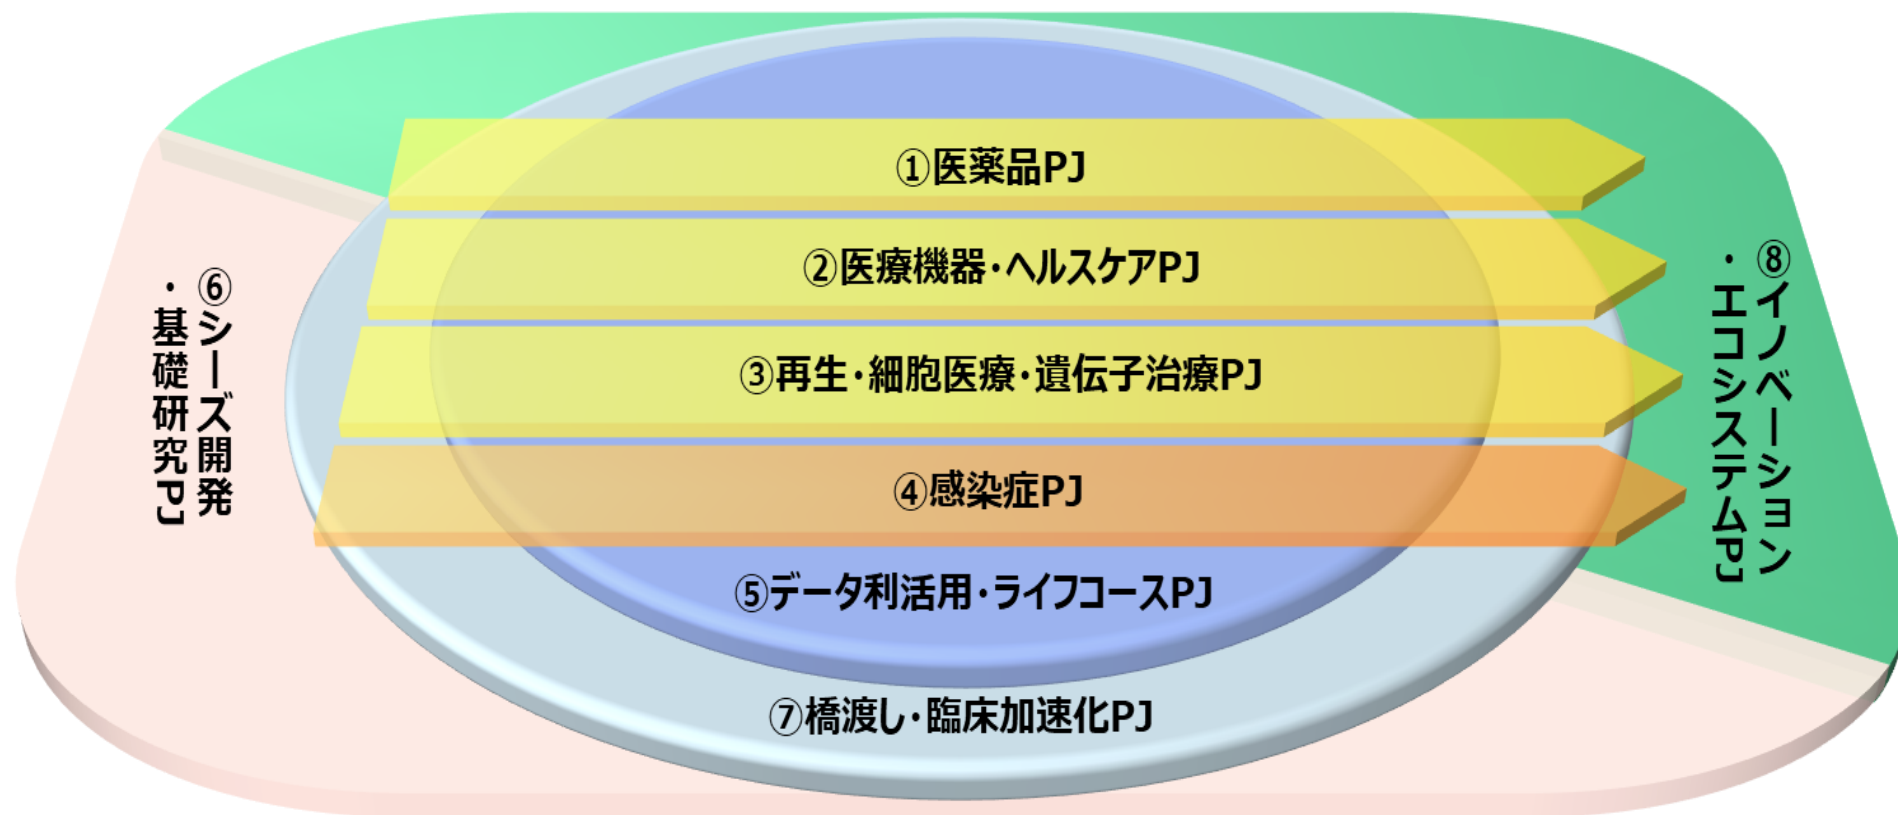 ①医薬品PJ
②医療機器・ヘルスケアPJ
③再生・細胞医療・遺伝子治療PJ
④感染症PJ
⑤データ利活用・ライフコースPJ
⑥シーズ開発
・基礎研究PJ
⑦橋渡し・臨床加速化PJ
⑧イノベーション
・エコシステムPJ